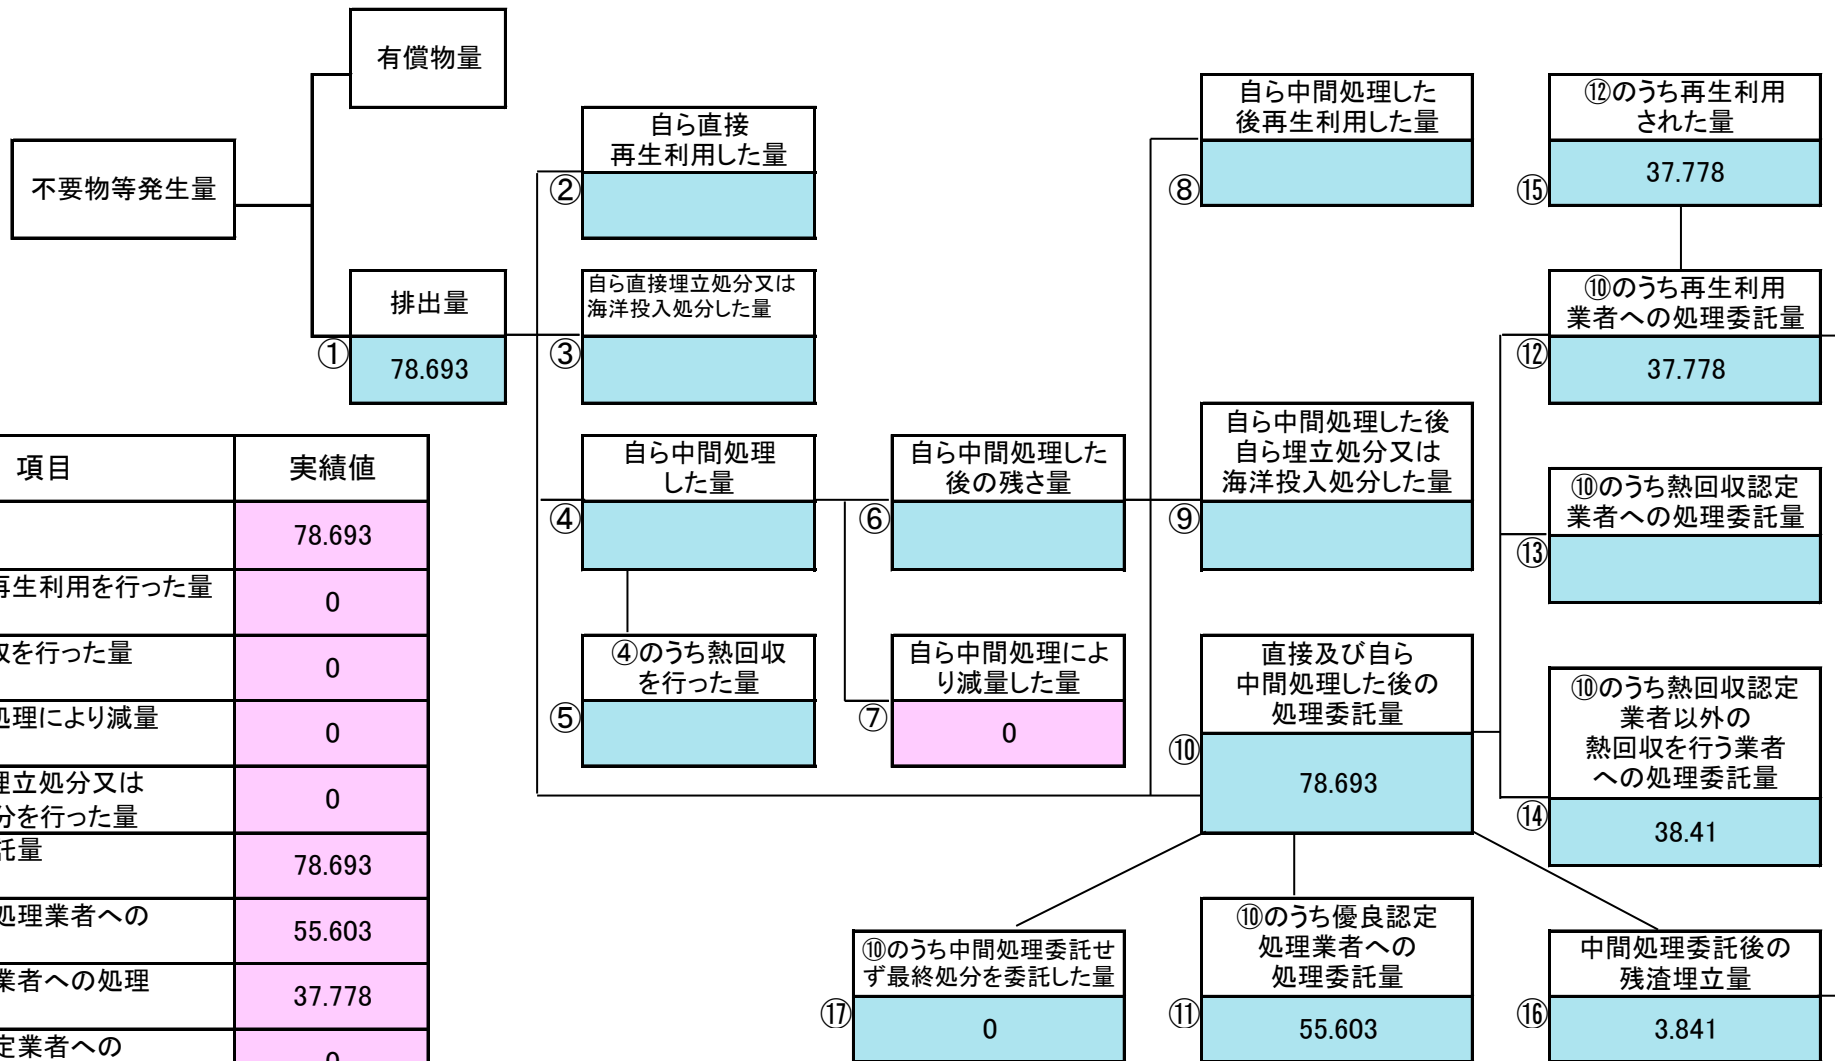 有償物量
不要物等発生量
排出量
①
78.693
自ら直接
再生利用した量
②
自ら直接埋立処分又は
海洋投入処分した量
③
自ら中間処理
した量
④
④のうち熱回収
を行った量
⑤
自ら中間処理した
後の残さ量
⑥
自ら中間処理によ
り減量した量
⑦
0
自ら中間処理した
後再生利用した量
⑧
自ら中間処理した後
自ら埋立処分又は
海洋投入処分した量
⑨
直接及び自ら
中間処理した後の
処理委託量
⑩
78.693
⑫のうち再生利用
された量
⑮
37.778
⑩のうち再生利用
業者への処理委託量
⑫
37.778
⑩のうち熱回収認定
業者への処理委託量
⑬
⑩のうち熱回収認定
業者以外の
熱回収を行う業者
への処理委託量
⑭
38.41
⑩のうち中間処理委託せ
ず最終処分を委託した量
⑰
0
⑩のうち優良認定
処理業者への
処理委託量
⑪
55.603
中間処理委託後の
残渣埋立量
⑯
3.841
項目 実績値
78.693
再生利用を行った量
0
収を行った量
0
処理により減量
0
埋立処分又は
分を行った量
0
託量
78.693
処理業者への
55.603
業者への処理
37.778
定業者への
0